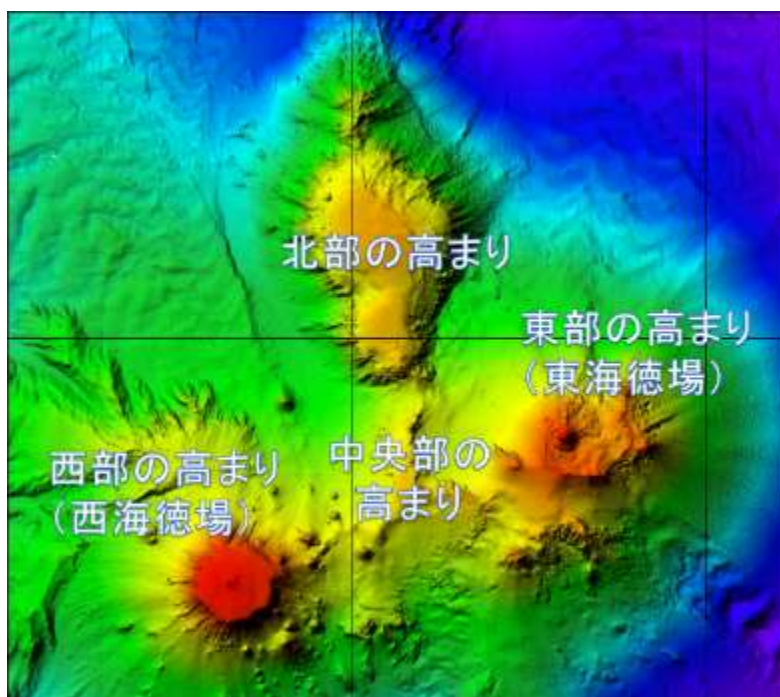 北部の高まり
東部の高まり
（東海徳場）
西部の高まり
（西海徳場）
中央部の
高まり